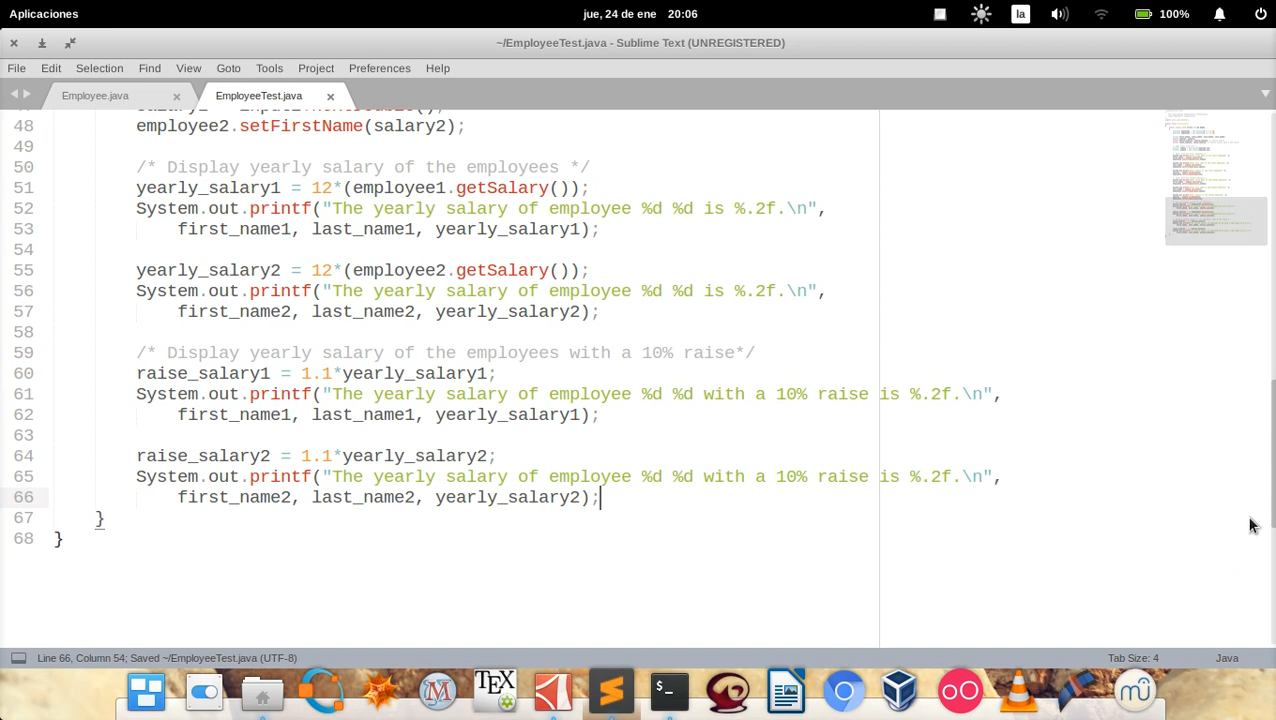 Aplicaciones
jue, 24 de ene 20:06
la
100%
~/EmployeeTest.java - Sublime Text (UNREGISTERED)
File Edit Selection Find View Goto Tools Project Preferences Help
Employee.java
EmployeeTest.java
48 employee2.setFirstName(salary2);
49
50 /* Display yearly salary of the employees */
51 yearly_salary1 = 12*(employee1.getSalary());
52 System.out.printf("The yearly salary of employee %d %d is %.2f.\n",
53 first_name1, last_name1, yearly_salary1);
54
55 yearly_salary2 = 12*(employee2.getSalary());
56 System.out.printf("The yearly salary of employee %d %d is %.2f.\n",
57 first_name2, last_name2, yearly_salary2);
58
59 /* Display yearly salary of the employees with a 10% raise*/
60 raise_salary1 = 1.1*yearly_salary1;
61 System.out.printf("The yearly salary of employee %d %d with a 10% raise is %.2f.\n",
62 first_name1, last_name1, yearly_salary1);
63
64 raise_salary2 = 1.1*yearly_salary2;
65 System.out.printf("The yearly salary of employee %d %d with a 10% raise is %.2f.\n",
66 first_name2, last_name2, yearly_salary2);
67 }
68 }
Line 66, Column 54; Saved ~/EmployeeTest.java (UTF-8)
Tab Size: 4
Java
TEX